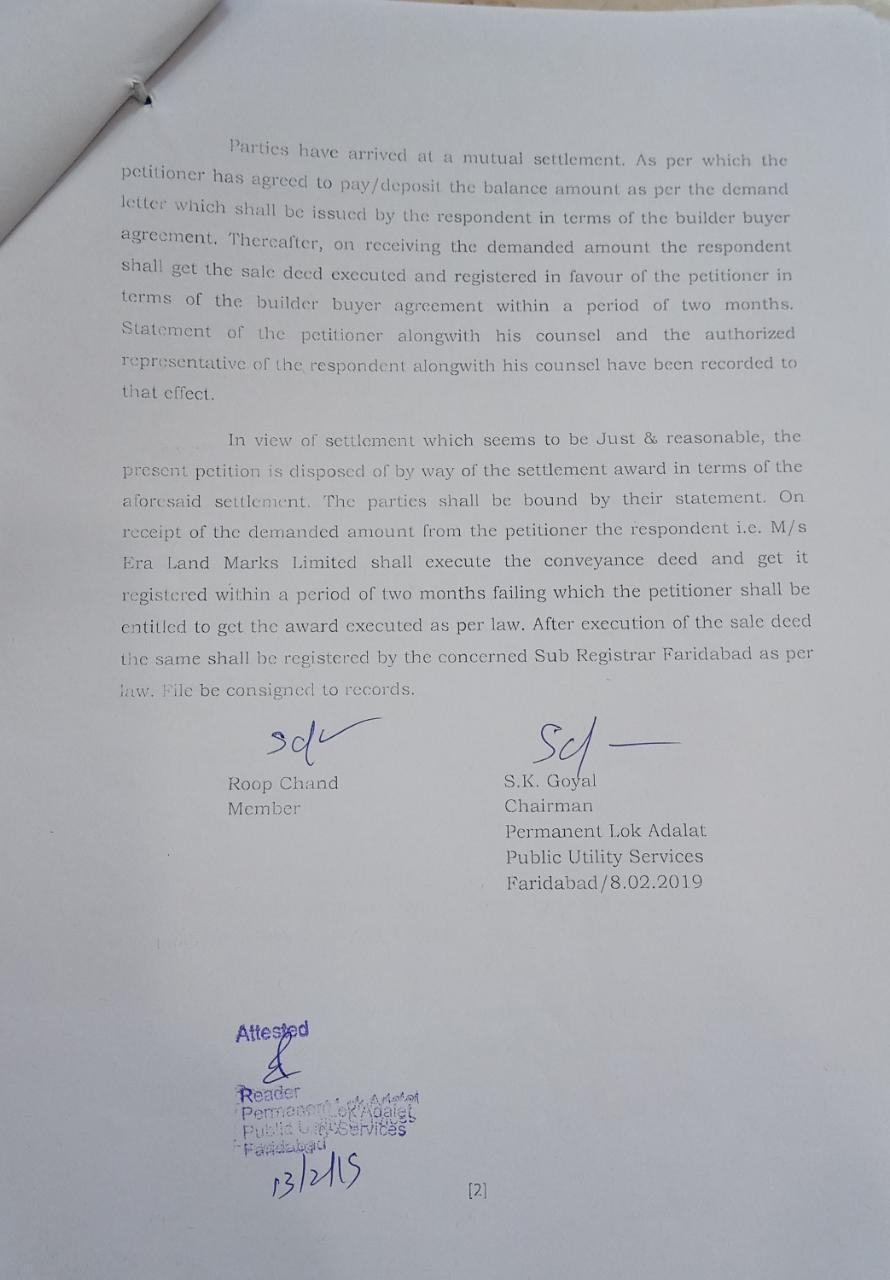 Parties have arrived at a mutual settlement. As per which the
petitioner has agreed to pay/deposit the balance amount as per the demand
letter which shall be issued by the respondent in terms of the builder buyer
agreement. Thereafter, on receiving the demanded amount the respondent
shall get the sale deed executed and registered in favour of the petitioner in
terms of the builder buyer agreement within a period of two months.
Statement of the petitioner alongwith his counsel and the authorized
representative of the respondent alongwith his counsel have been recorded to
that effect.
In view of settlement which seems to be Just & reasonable, the
present petition is disposed of by way of the settlement award in terms of the
aforesaid settlement. The parties shall be bound by their statement. On
receipt of the demanded amount from the petitioner the respondent i.e. M/s
Era Land Marks Limited shall execute the conveyance deed and get it
registered within a period of two months failing which the petitioner shall be
entitled to get the award executed as per law. After execution of the sale deed
the same shall be registered by the concerned Sub Registrar Faridabad as per
law. File be consigned to records.
Sd
Sd —
Roop Chand
Member
S.K. Goyal
Chairman
Permanent Lok Adalat
Public Utility Services
Faridabad/8.02.2019
Attested
Reader
Permanent Lok Adalat
Public Utility Services
Faridabad
[2]